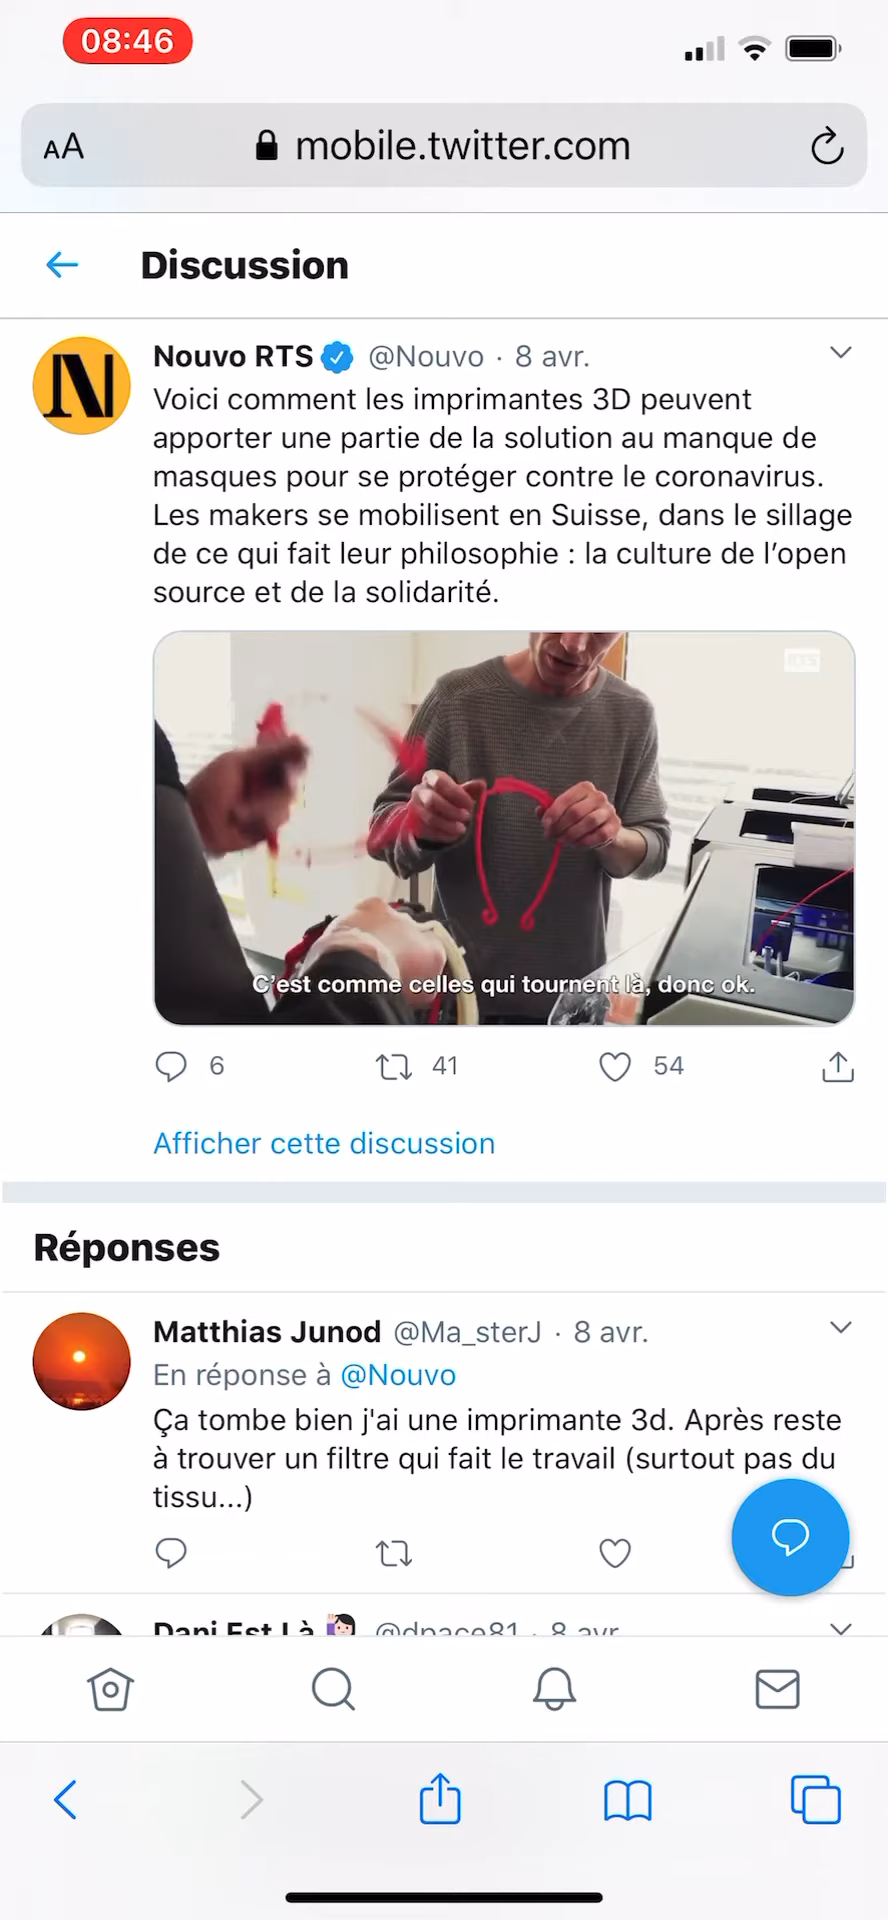 08:46
AA mobile.twitter.com
Discussion
Nouvo RTS @Nouvo · 8 avr.
Voici comment les imprimantes 3D peuvent
apporter une partie de la solution au manque de
masques pour se protéger contre le coronavirus.
Les makers se mobilisent en Suisse, dans le sillage
de ce qui fait leur philosophie : la culture de l’open
source et de la solidarité.
RTS
C'est comme celles qui tournent là, donc ok.
6 41 54
Afficher cette discussion
Réponses
Matthias Junod @Ma_sterJ · 8 avr.
En réponse à @Nouvo
Ça tombe bien j'ai une imprimante 3d. Après reste
à trouver un filtre qui fait le travail (surtout pas du
tissu...)
Dani Est Là @dpace81 · 8 avr.